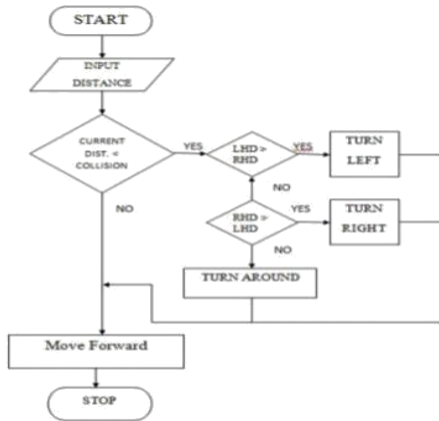 START
INPUT
DISTANCE
CURRENT
DIST. <
COLLISION
YES
LHD >
RHD
YES
TURN
LEFT
NO
NO
RHD >
LHD
YES
TURN
RIGHT
NO
TURN AROUND
Move Forward
STOP